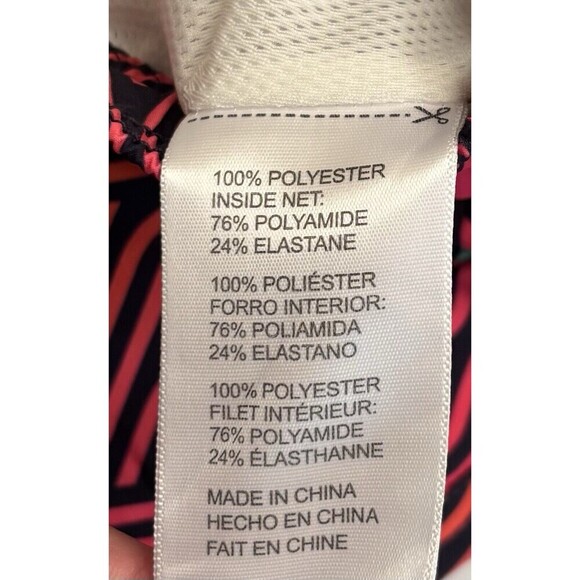 100% POLYESTER
INSIDE NET:
76% POLYAMIDE
24% ELASTANE
100% POLIÉSTER
FORRO INTERIOR:
76% POLIAMIDA
24% ELASTANO
100% POLYESTER
FILET INTÉRIEUR:
76% POLYAMIDE
24% ÉLASTHANNE
MADE IN CHINA
HECHO EN CHINA
FAIT EN CHINE